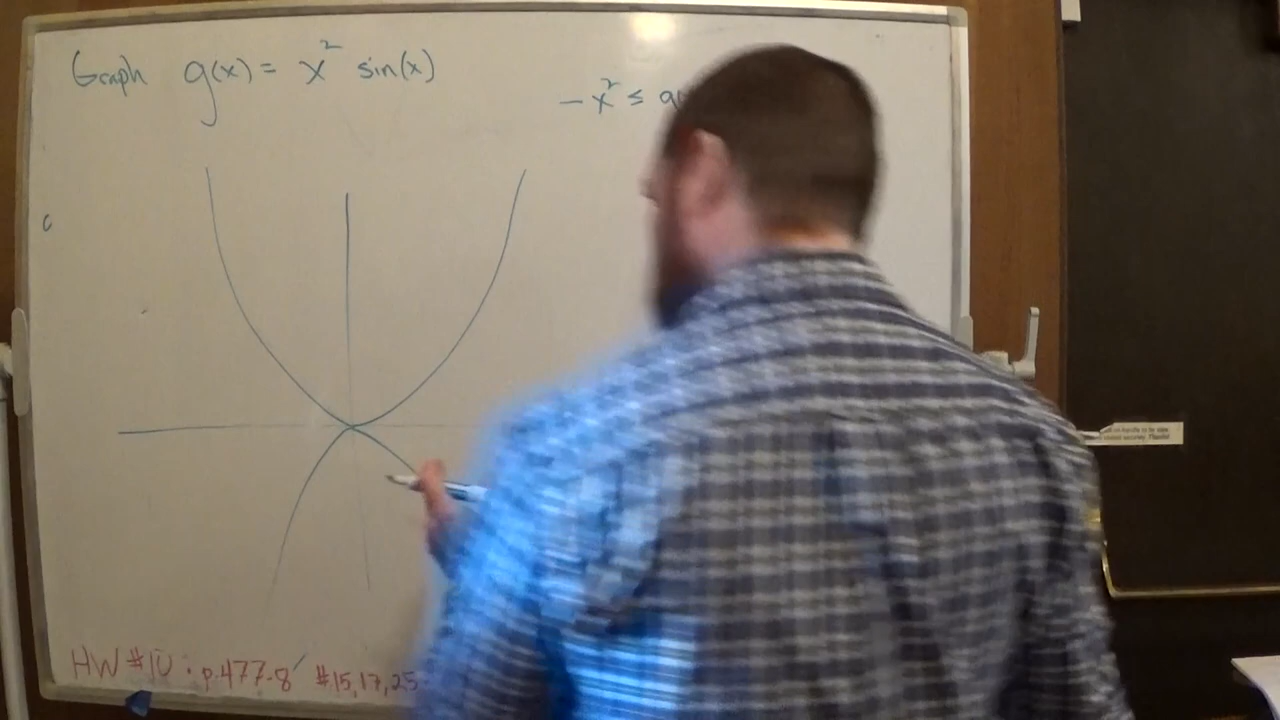 Graph g(x) = x² sin(x)
-x² ≤ g(
HW #10 · p.477-8 #15,17,25